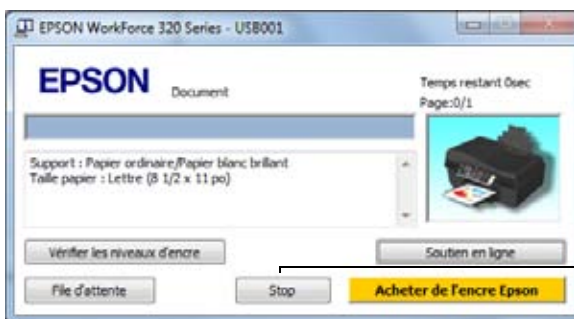 EPSON WorkForce 320 Series - USB001
EPSON
Document
Temps restant 0sec
Page:0/1
Support : Papier ordinaire/Papier blanc brillant
Taille papier : Lettre (8 1/2 x 11 po)
Vérifier les niveaux d'encre
Soutien en ligne
File d'attente
Stop
Acheter de l'encre Epson